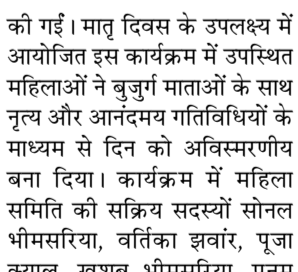 की गईं। मातृ दिवस के उपलक्ष्य में
आयोजित इस कार्यक्रम में उपस्थित
महिलाओं ने बुजुर्ग माताओं के साथ
नृत्य और आनंदमय गतिविधियों के
माध्यम से दिन को अविस्मरणीय
बना दिया। कार्यक्रम में महिला
समिति की सक्रिय सदस्यों सोनल
भीमसरिया, वर्तिका झवांर, पूजा